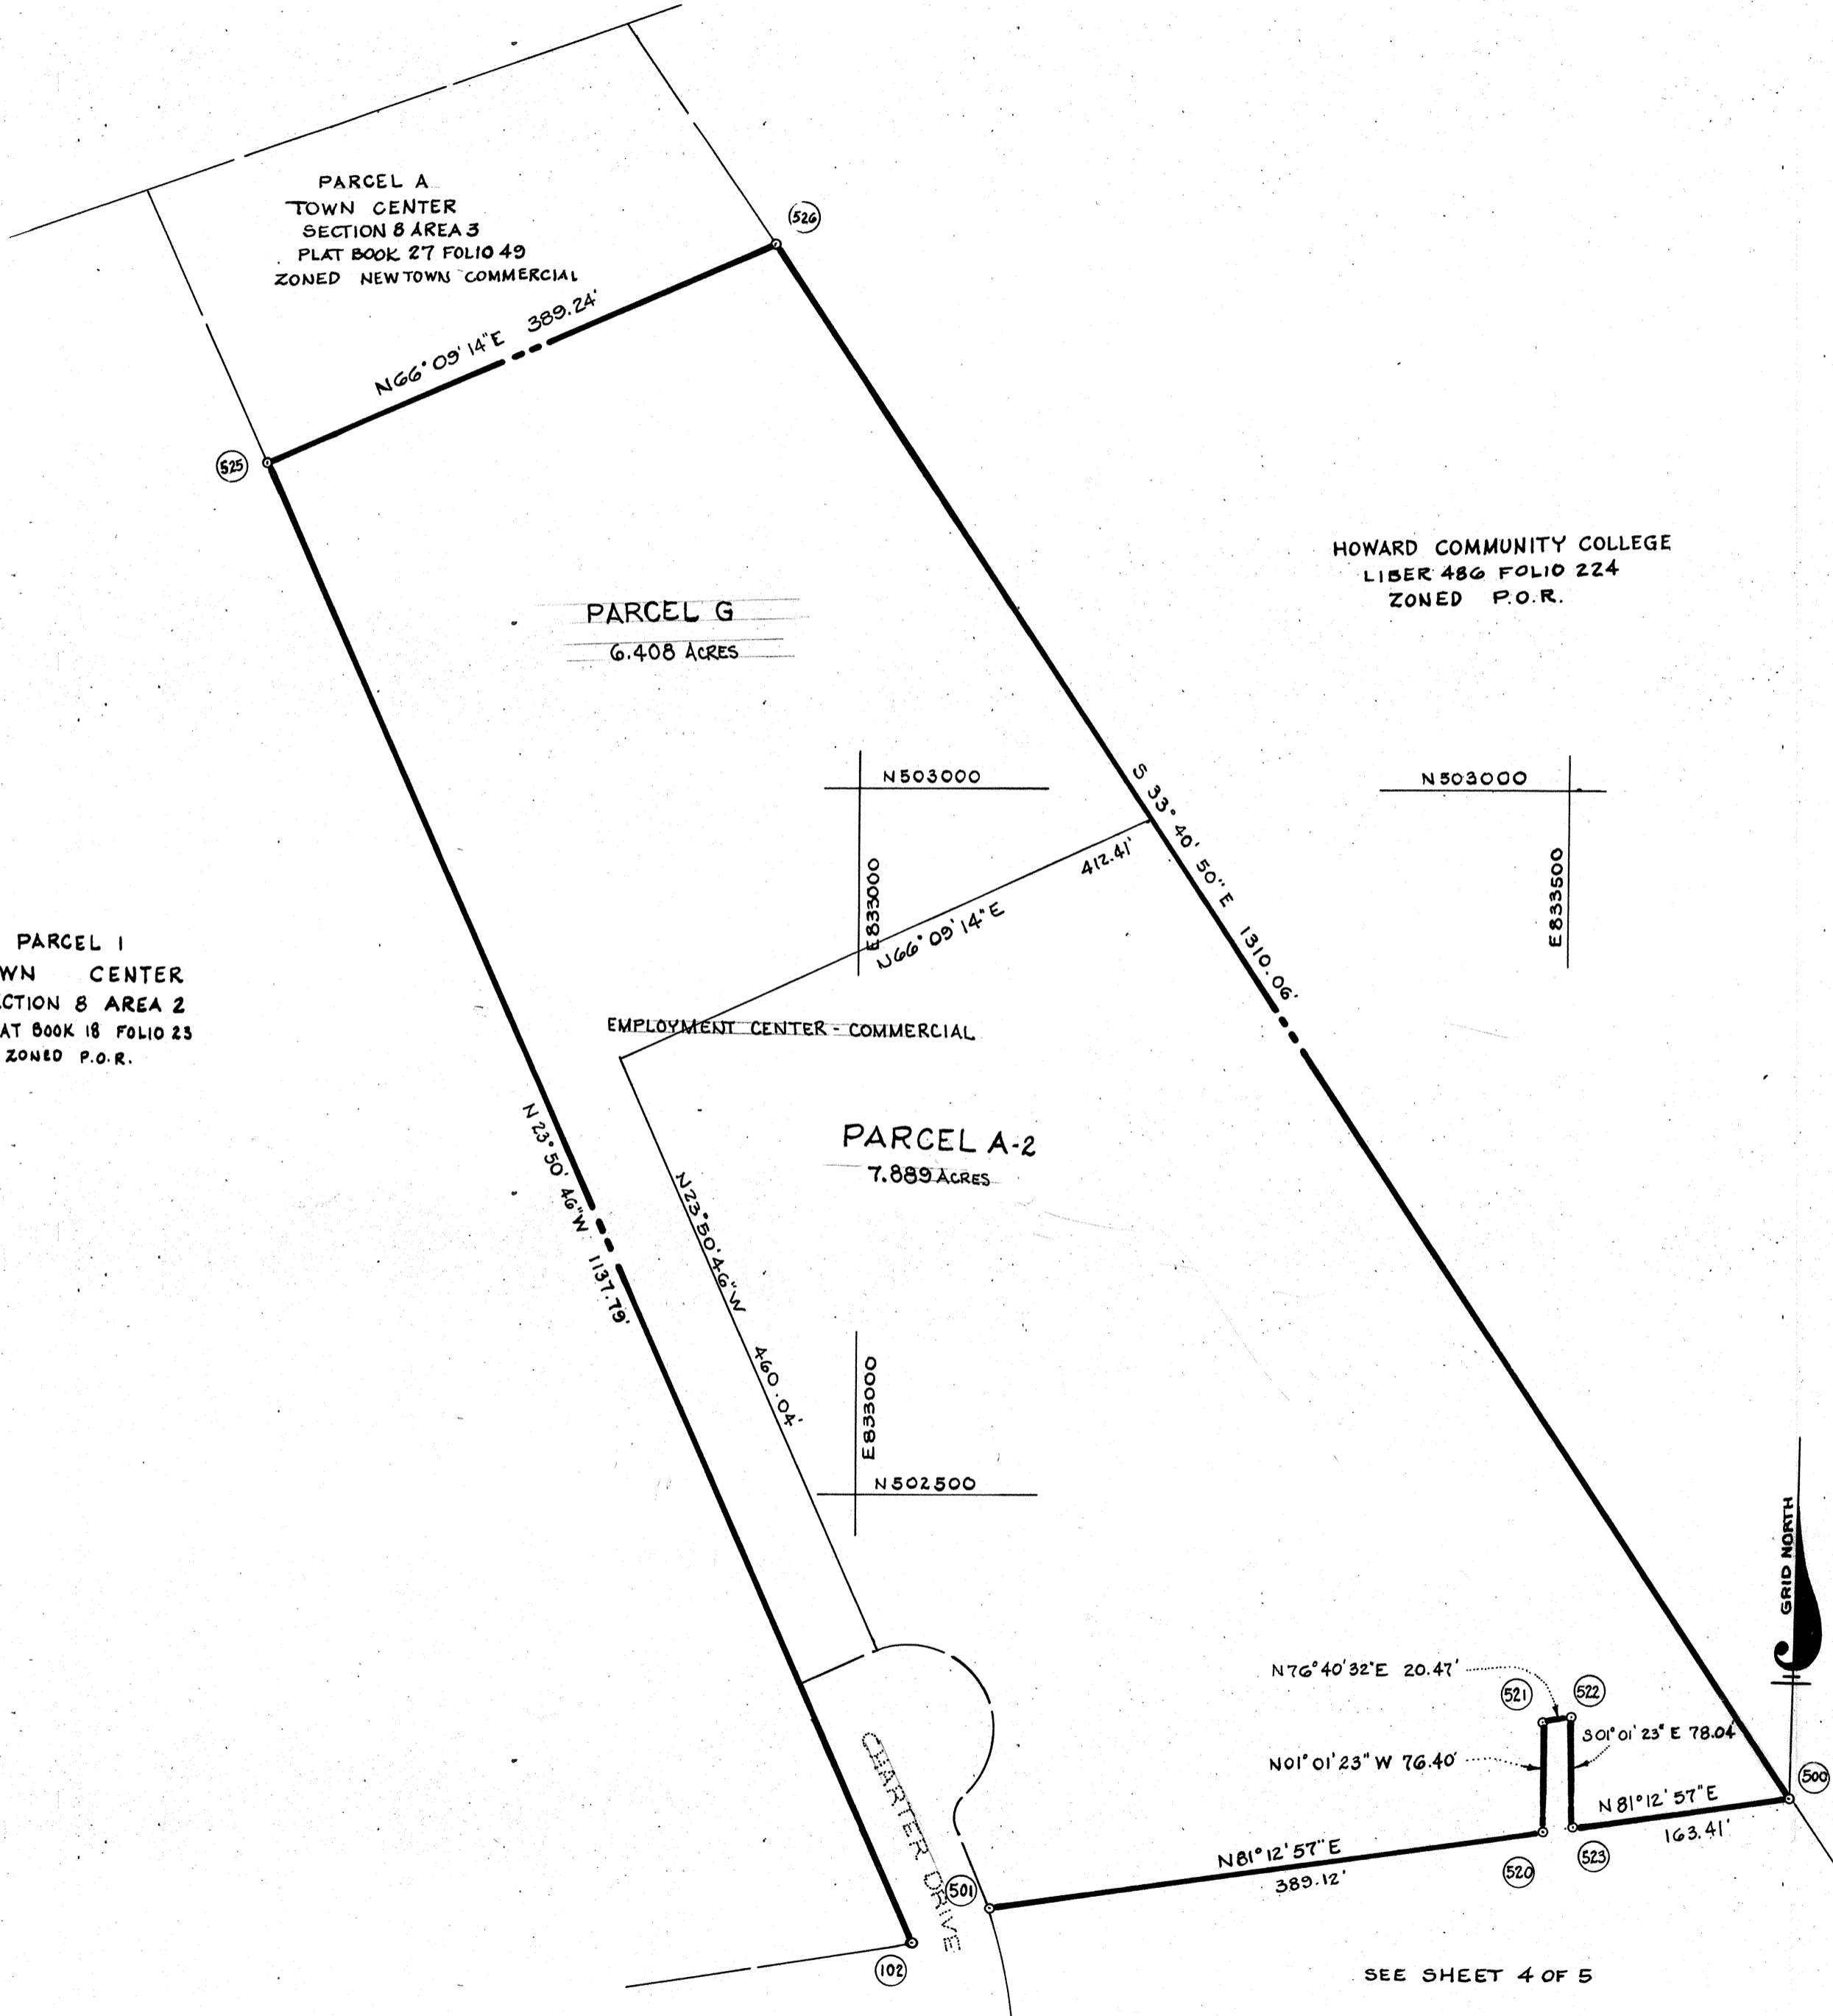 PARCEL A
TOWN CENTER
SECTION 8 AREA 3
PLAT BOOK 27 FOLIO 49
ZONED NEWTOWN COMMERCIAL
526
N66°09'14"E 389.24'
525
HOWARD COMMUNITY COLLEGE
LIBER 486 FOLIO 224
ZONED P.O.R.
PARCEL G
6.408 ACRES
N503000
E833000
N503000
E833500
S 33° 40' 50" E 1310.06'
412.41'
N66°09'14"E
PARCEL 1
WN CENTER
CTION 8 AREA 2
AT BOOK 18 FOLIO 23
ZONED P.O.R.
EMPLOYMENT CENTER - COMMERCIAL
PARCEL A-2
7.889 ACRES
N 23° 50' 46" W 1137.79'
N23°50'46"W 460.04'
E833000
N502500
GRID NORTH
N76°40'32"E 20.47'
521
522
S01°01'23"E 78.04'
N01°01'23"W 76.40'
500
N81°12'57"E
163.41'
CHARTER DRIVE
N81°12'57"E
389.12'
520
523
501
102
SEE SHEET 4 OF 5